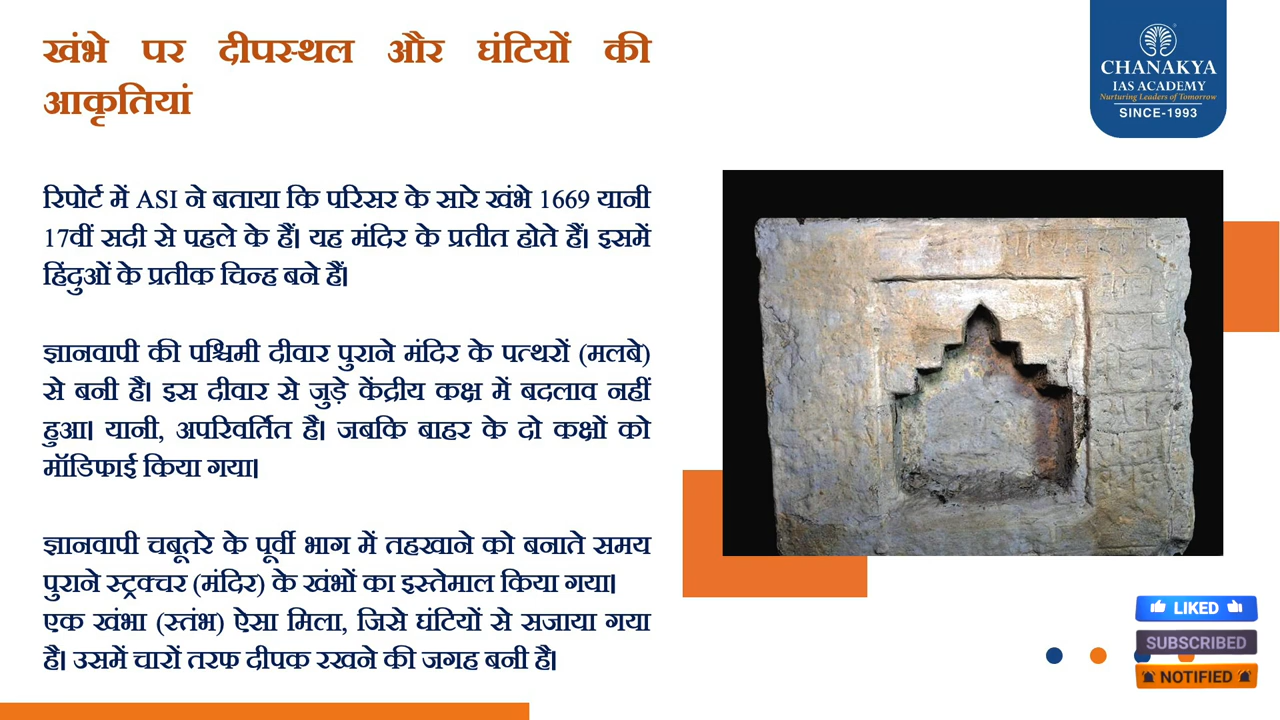 खंभे पर दीपस्थल और घंटियों की
आकृतियां
रिपोर्ट में ASI ने बताया कि परिसर के सारे खंभे 1669 यानी
17वीं सदी से पहले के हैं। यह मंदिर के प्रतीत होते हैं। इसमें
हिंदुओं के प्रतीक चिन्ह बने हैं।
ज्ञानवापी की पश्चिमी दीवार पुराने मंदिर के पत्थरों (मलबे)
से बनी है। इस दीवार से जुड़े केंद्रीय कक्ष में बदलाव नहीं
हुआ। यानी, अपरिवर्तित है। जबकि बाहर के दो कक्षों को
मॉडिफाई किया गया।
ज्ञानवापी चबूतरे के पूर्वी भाग में तहखाने को बनाते समय
पुराने स्ट्रक्चर (मंदिर) के खंभों का इस्तेमाल किया गया।
एक खंभा (स्तंभ) ऐसा मिला, जिसे घंटियों से सजाया गया
है। उसमें चारों तरफ दीपक रखने की जगह बनी है।
CHANAKYA
IAS ACADEMY
Nurturing Leaders of Tomorrow
SINCE-1993
LIKED
SUBSCRIBED
NOTIFIED